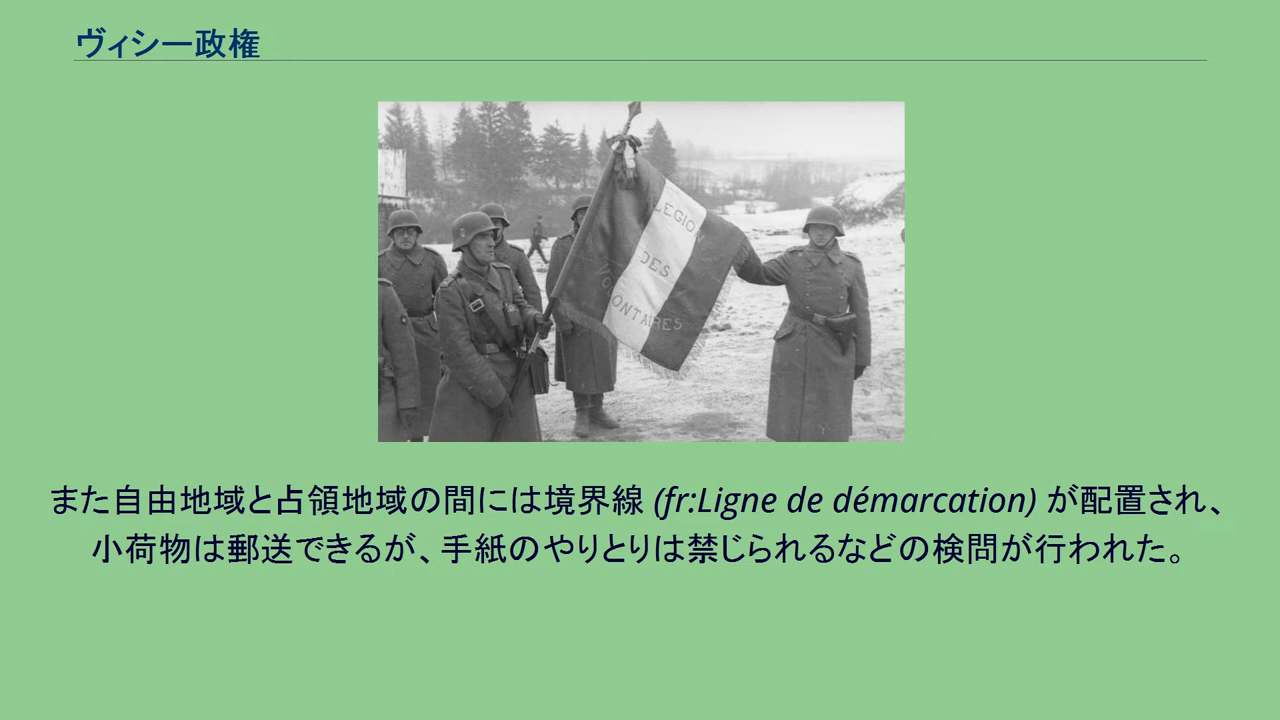 ヴィシー政権
LÉGIO
DES
VOLONTAIRES
また自由地域と占領地域の間には境界線 (fr:Ligne de démarcation) が配置され、
小荷物は郵送できるが、手紙のやりとりは禁じられるなどの検問が行われた。